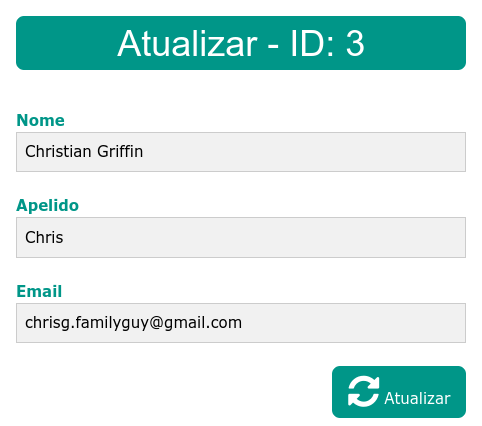 Atualizar - ID: 3
Nome
Christian Griffin
Apelido
Chris
Email
chrisg.familyguy@gmail.com
Atualizar